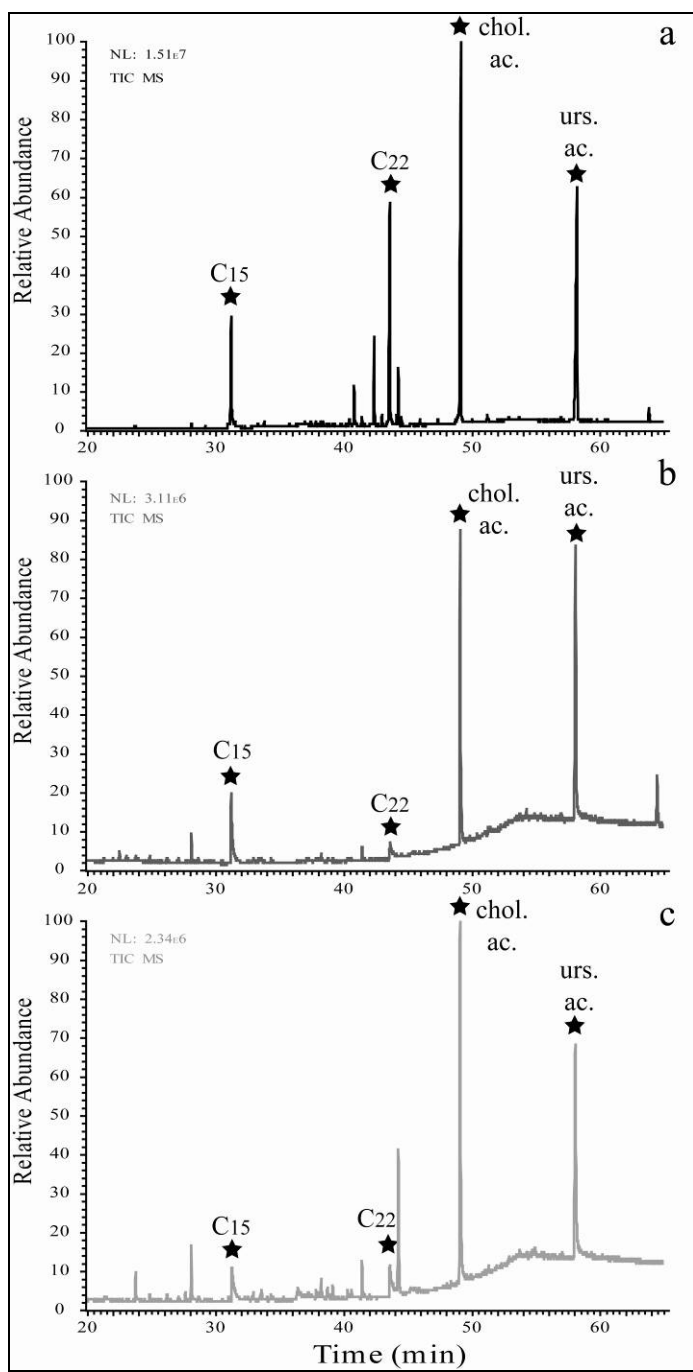 a
NL: 1.51E7
TIC MS
chol.
ac.
urs.
ac.
C22
C15
Relative Abundance
100
90
80
70
60
50
40
30
20
10
0
20 30 40 50 60
b
NL: 3.11E6
TIC MS
chol.
ac.
urs.
ac.
C15
C22
Relative Abundance
100
90
80
70
60
50
40
30
20
10
0
20 30 40 50 60
c
NL: 2.34E6
TIC MS
chol.
ac.
urs.
ac.
C15
C22
Relative Abundance
100
90
80
70
60
50
40
30
20
10
0
20 30 40 50 60
Time (min)